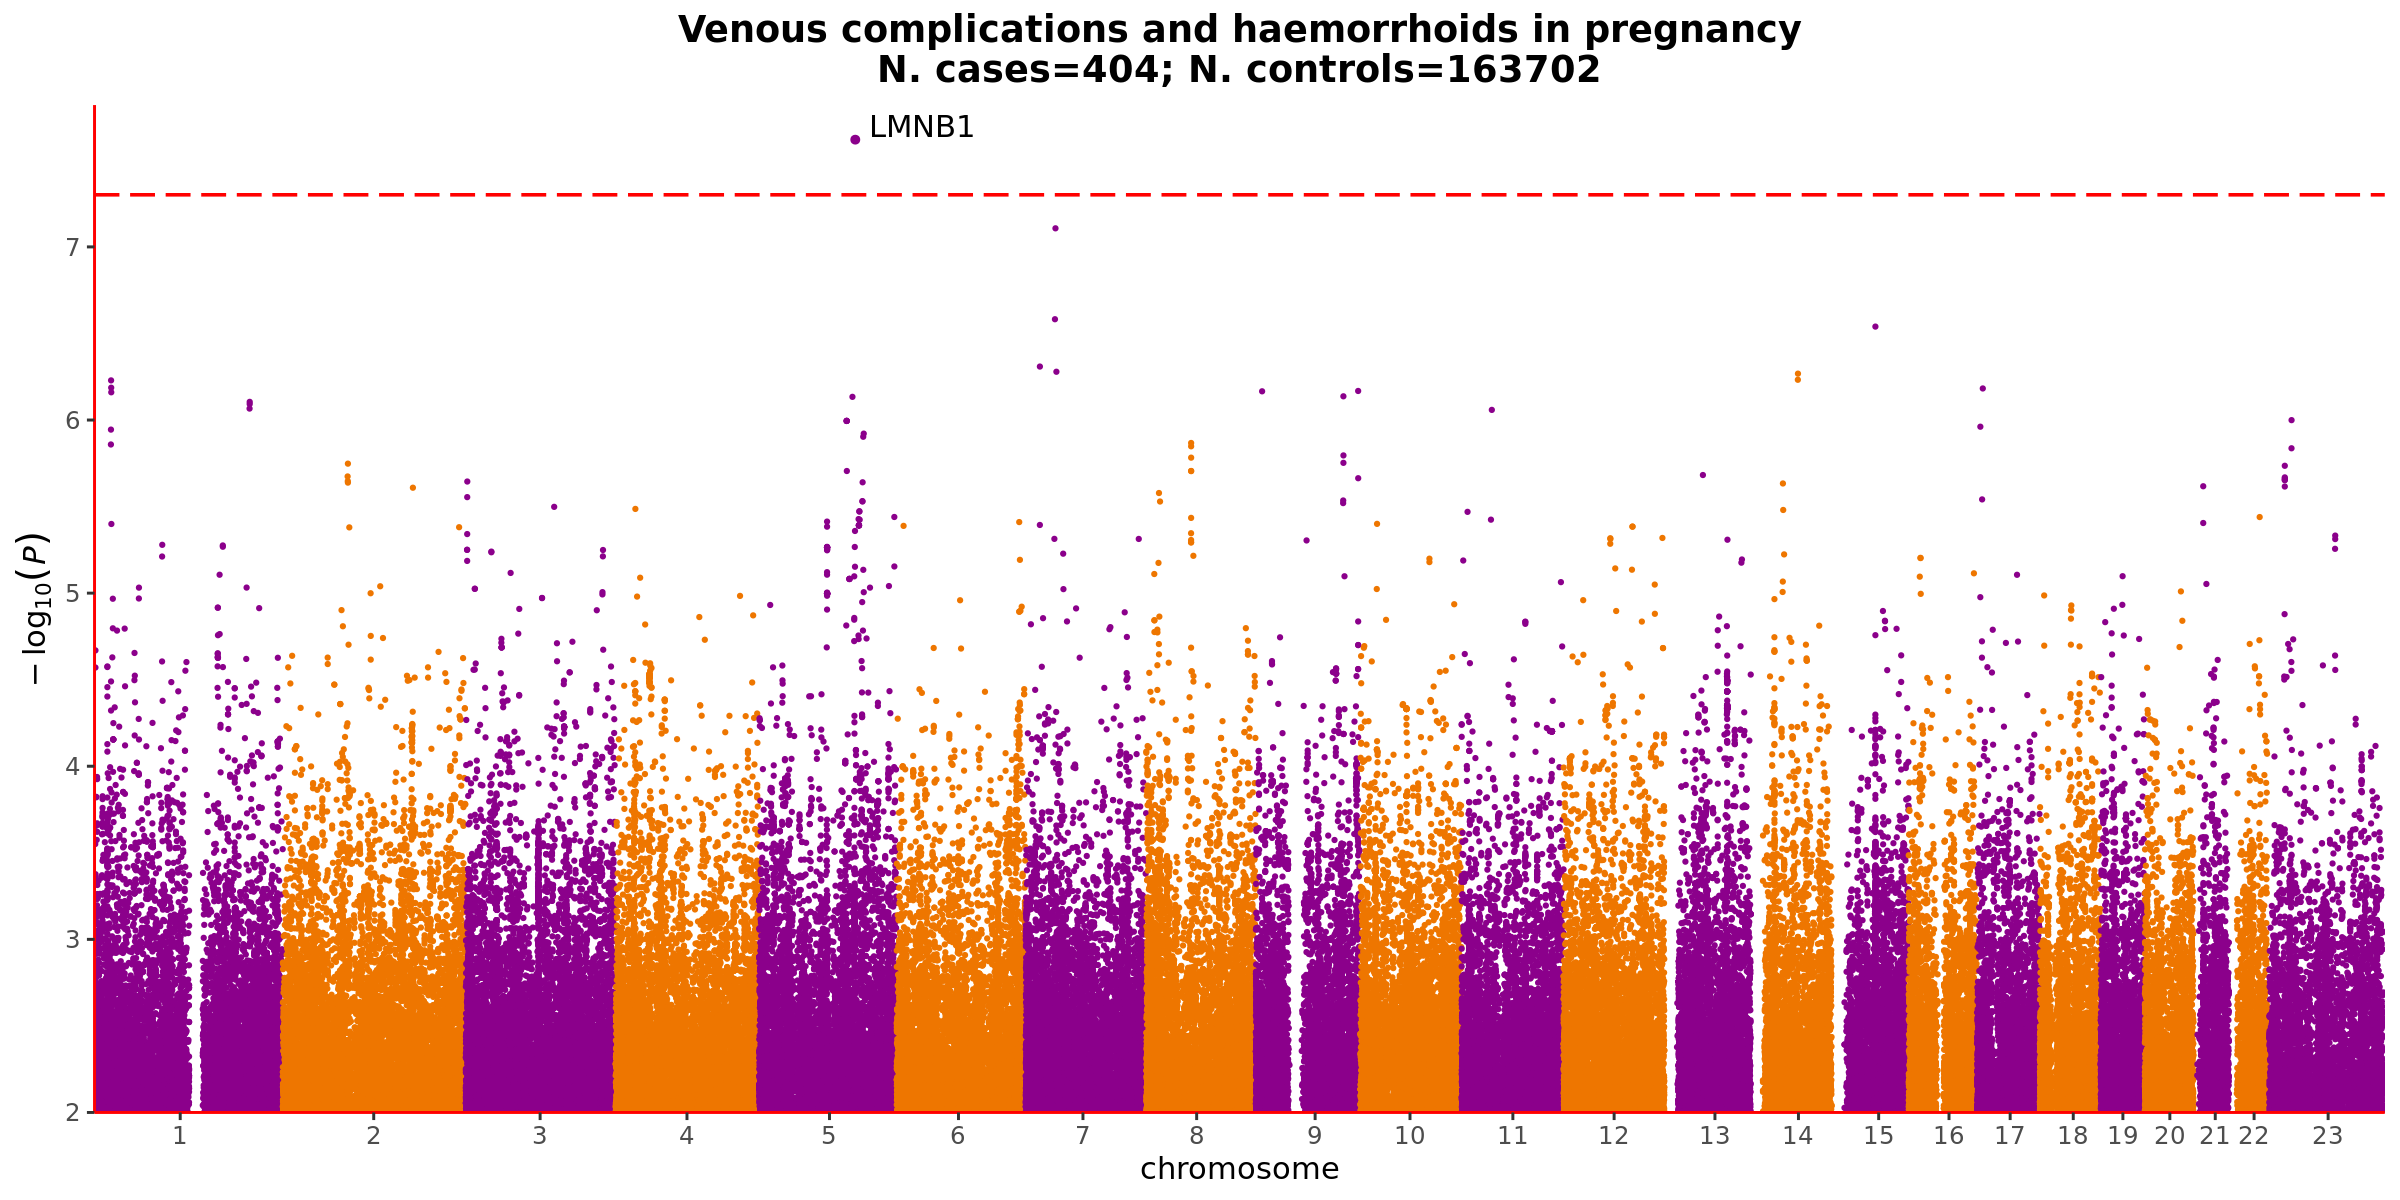 Venous complications and haemorrhoids in pregnancy
N. cases=404; N. controls=163702
LMNB1
7
6
5
4
3
2
−log10(P)
1 2 3 4 5 6 7 8 9 10 11 12 13 14 15 16 17 18 19 20 21 22 23
chromosome